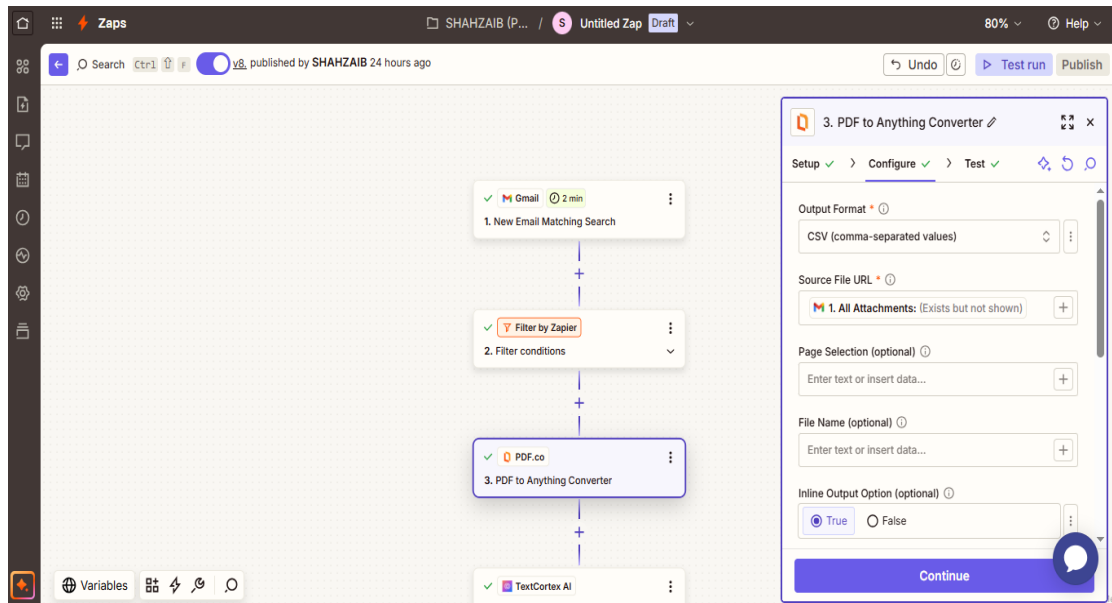 Zaps
SHAHZAIB (P... / S Untitled Zap Draft
80%
Help
Search Ctrl ⇧ F
v8, published by SHAHZAIB 24 hours ago
Undo
Test run
Publish
Gmail 2 min
1. New Email Matching Search
Filter by Zapier
2. Filter conditions
PDF.co
3. PDF to Anything Converter
TextCortex AI
Variables
3. PDF to Anything Converter
Setup Configure Test
Output Format *
CSV (comma-separated values)
Source File URL *
1. All Attachments: (Exists but not shown)
Page Selection (optional)
Enter text or insert data...
File Name (optional)
Enter text or insert data...
Inline Output Option (optional)
True False
Continue